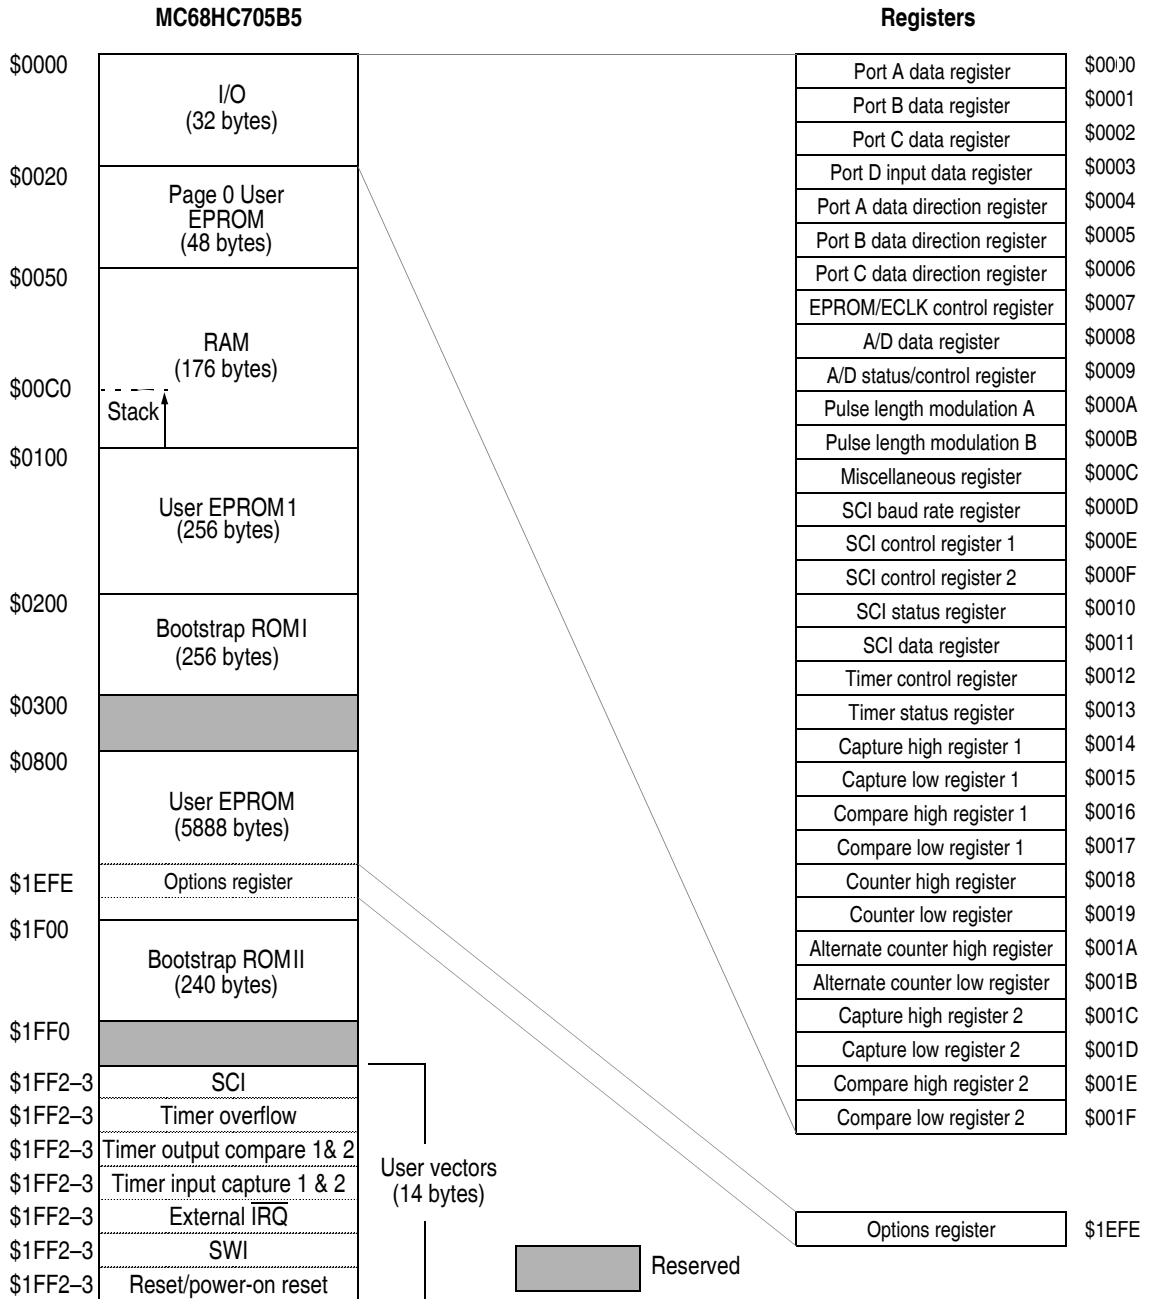 MC68HC705B5
$0000
I/O
(32 bytes)
$0020
Page 0 User
EPROM
(48 bytes)
$0050
RAM
(176 bytes)
$00C0
Stack
$0100
User EPROM1
(256 bytes)
$0200
Bootstrap ROMI
(256 bytes)
$0300
$0800
User EPROM
(5888 bytes)
$1EFE
Options register
$1F00
Bootstrap ROMII
(240 bytes)
$1FF0
$1FF2–3 SCI
$1FF2–3 Timer overflow
$1FF2–3 Timer output compare 1& 2
$1FF2–3 Timer input capture 1 & 2
$1FF2–3 External IRQ
$1FF2–3 SWI
$1FF2–3 Reset/power-on reset
User vectors
(14 bytes)
Reserved
Registers
Port A data register $0000
Port B data register $0001
Port C data register $0002
Port D input data register $0003
Port A data direction register $0004
Port B data direction register $0005
Port C data direction register $0006
EPROM/ECLK control register $0007
A/D data register $0008
A/D status/control register $0009
Pulse length modulation A $000A
Pulse length modulation B $000B
Miscellaneous register $000C
SCI baud rate register $000D
SCI control register 1 $000E
SCI control register 2 $000F
SCI status register $0010
SCI data register $0011
Timer control register $0012
Timer status register $0013
Capture high register 1 $0014
Capture low register 1 $0015
Compare high register 1 $0016
Compare low register 1 $0017
Counter high register $0018
Counter low register $0019
Alternate counter high register $001A
Alternate counter low register $001B
Capture high register 2 $001C
Capture low register 2 $001D
Compare high register 2 $001E
Compare low register 2 $001F
Options register $1EFE